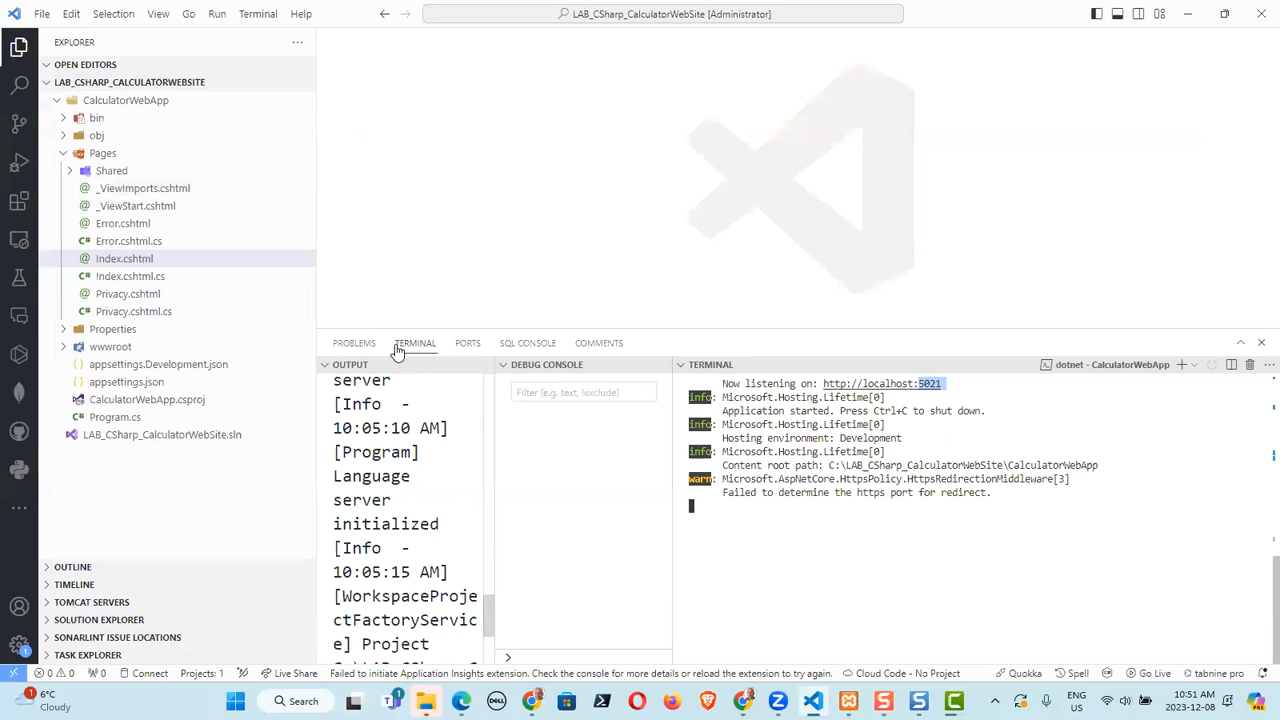 File Edit Selection View Go Run Terminal Help
LAB_CSharp_CalculatorWebSite [Administrator]
EXPLORER
OPEN EDITORS
LAB_CSHARP_CALCULATORWEBSITE
CalculatorWebApp
bin
obj
Pages
Shared
_ViewImports.cshtml
_ViewStart.cshtml
Error.cshtml
Error.cshtml.cs
Index.cshtml
Index.cshtml.cs
Privacy.cshtml
Privacy.cshtml.cs
Properties
wwwroot
appsettings.Development.json
appsettings.json
CalculatorWebApp.csproj
Program.cs
LAB_CSharp_CalculatorWebSite.sln
OUTLINE
TIMELINE
TOMCAT SERVERS
SOLUTION EXPLORER
SONARLINT ISSUE LOCATIONS
TASK EXPLORER
PROBLEMS TERMINAL PORTS SQL CONSOLE COMMENTS
OUTPUT
server
[Info -
10:05:10 AM]
[Program]
Language
server
initialized
[Info -
10:05:15 AM]
[WorkspaceProje
ctFactoryServic
e] Project
DEBUG CONSOLE
Filter (e.g. text, !exclude)
TERMINAL
dotnet - CalculatorWebApp
Now listening on: http://localhost:5021
info: Microsoft.Hosting.Lifetime[0]
Application started. Press Ctrl+C to shut down.
info: Microsoft.Hosting.Lifetime[0]
Hosting environment: Development
info: Microsoft.Hosting.Lifetime[0]
Content root path: C:\LAB_CSharp_CalculatorWebSite\CalculatorWebApp
warn: Microsoft.AspNetCore.HttpsPolicy.HttpsRedirectionMiddleware[3]
Failed to determine the https port for redirect.
0 0 0 Connect Projects: 1 Live Share Failed to initiate Application Insights extension. Check the console for more details or reload the extension to try again. Cloud Code - No Project Quokka Spell Go Live tabnine pro
1
6°C
Cloudy
Search
1
DELL
ENG
US
10:51 AM
2023-12-08